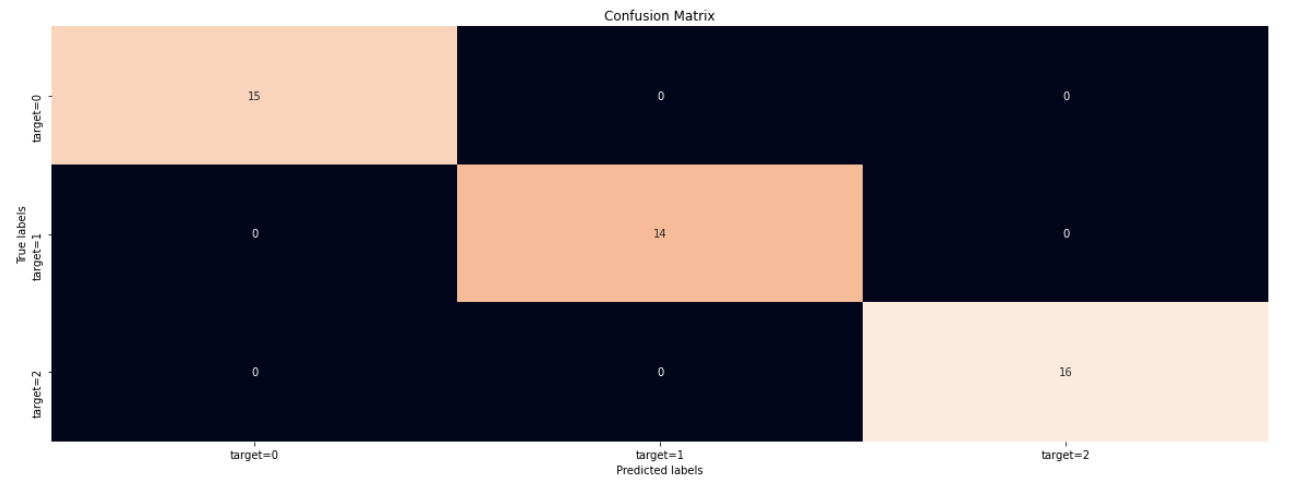 Confusion Matrix
True labels
target=0
15 0 0
target=1
0 14 0
target=2
0 0 16
target=0 target=1 target=2
Predicted labels